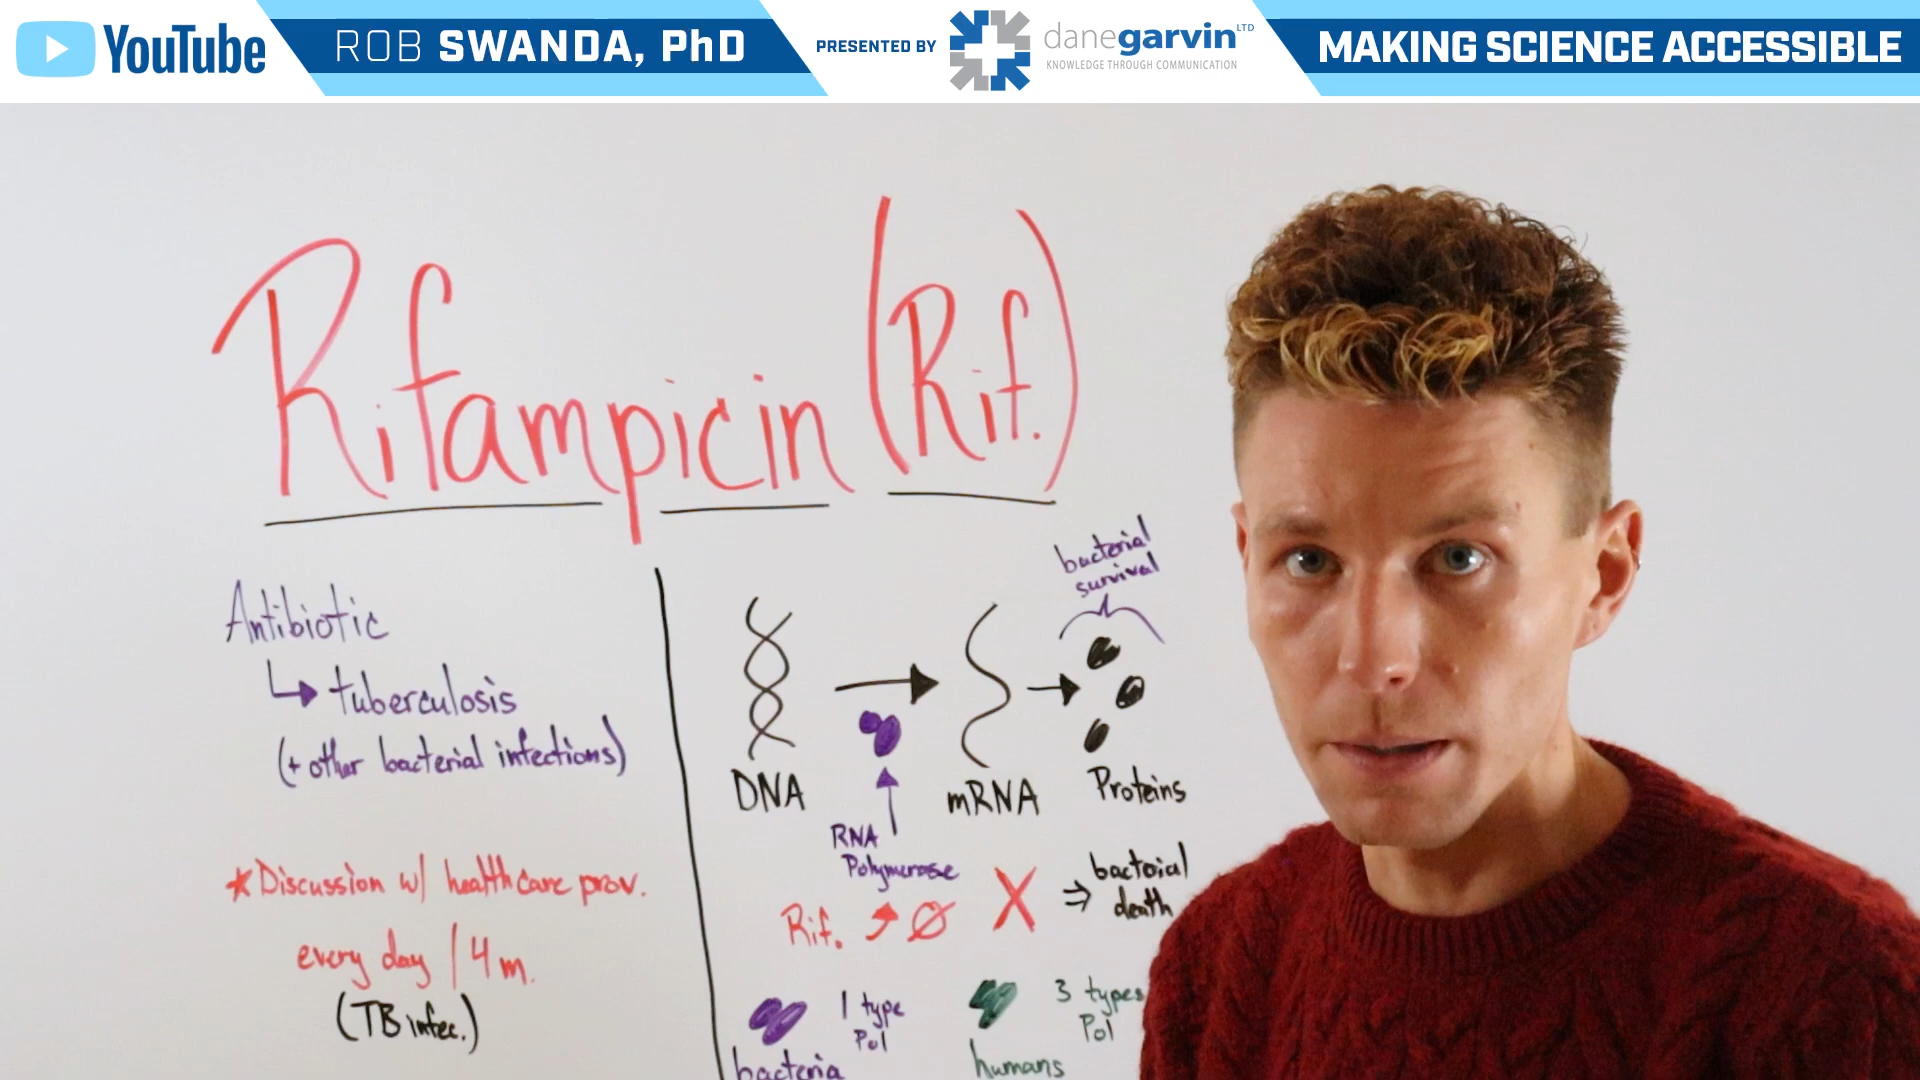 YouTube
ROB SWANDA, PhD
PRESENTED BY
danegarvin LTD
KNOWLEDGE THROUGH COMMUNICATION
MAKING SCIENCE ACCESSIBLE
Rifampicin (Rif.)
Antibiotic
↳ tuberculosis
(+ other bacterial infections)
★ Discussion w/ healthcare prov.
every day / 4 m.
(TB infec.)
bacterial
survival
DNA
mRNA
Proteins
RNA
Polymerase
Rif.
Ø
X
⇒ bacterial
death
1 type
Pol
bacteria
3 types
Pol
humans